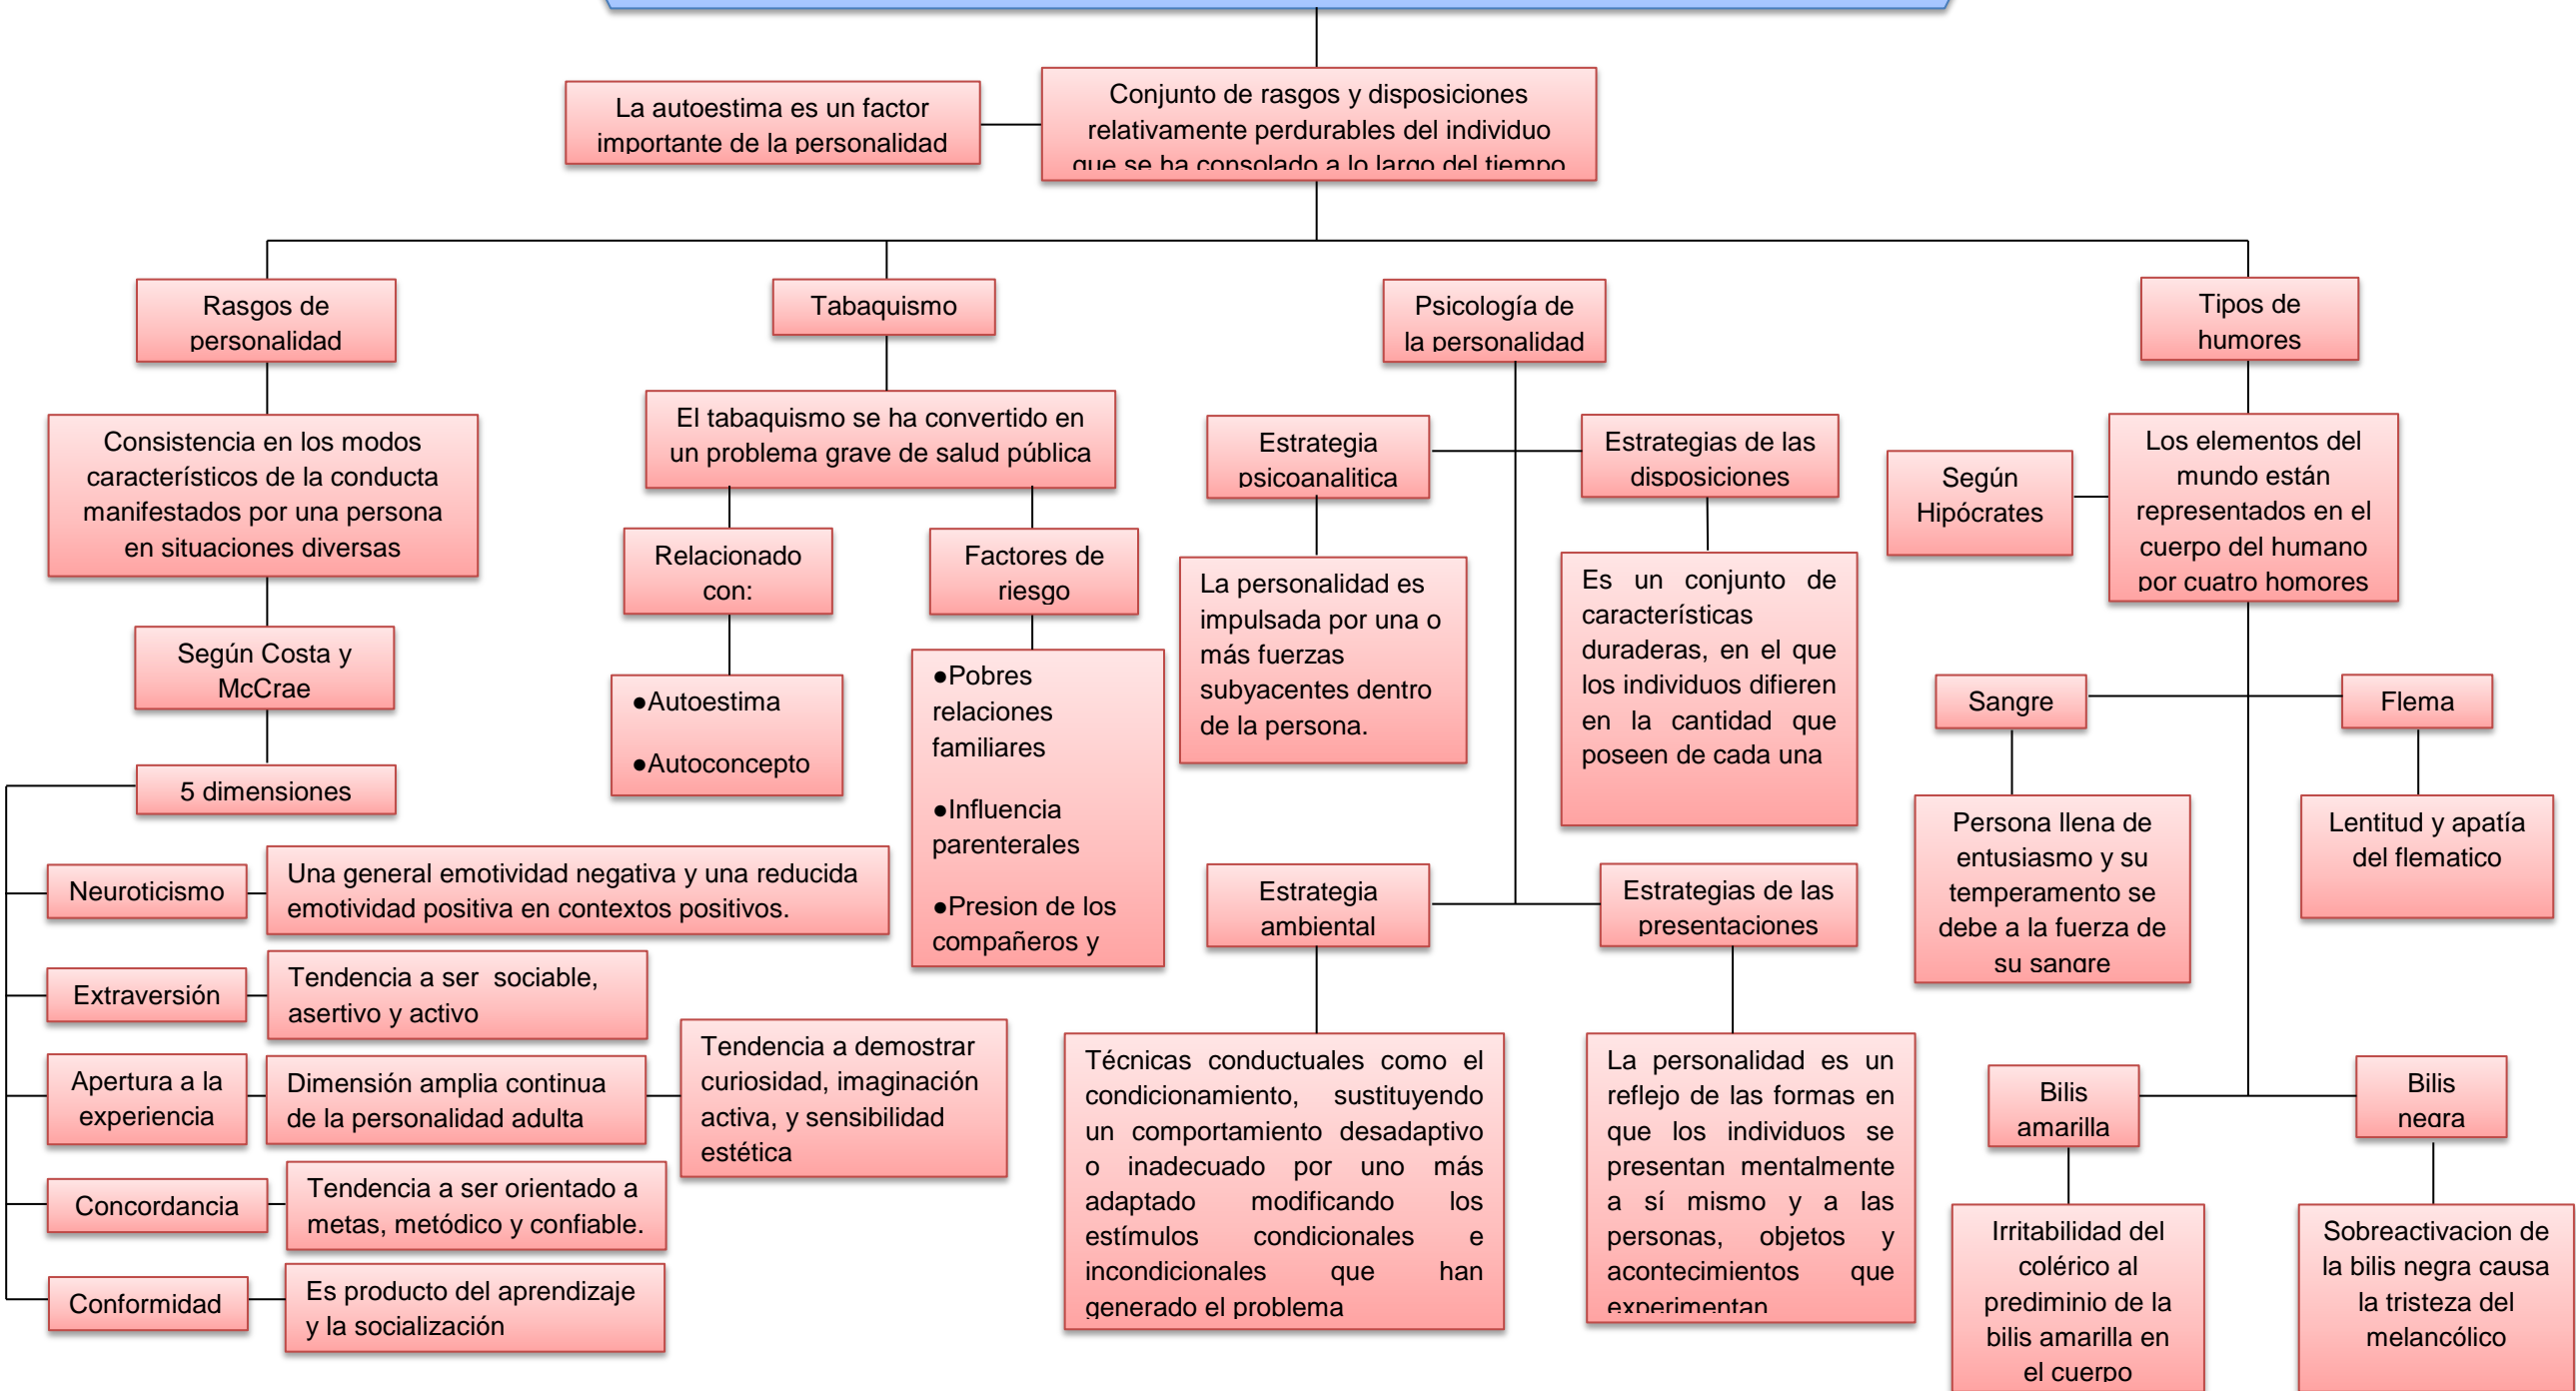 La autoestima es un factor
importante de la personalidad
Conjunto de rasgos y disposiciones
relativamente perdurables del individuo
que se ha consolado a lo largo del tiempo
Rasgos de
personalidad
Consistencia en los modos
característicos de la conducta
manifestados por una persona
en situaciones diversas
Según Costa y
McCrae
5 dimensiones
Neuroticismo
Una general emotividad negativa y una reducida
emotividad positiva en contextos positivos.
Extraversión
Tendencia a ser sociable,
asertivo y activo
Apertura a la
experiencia
Dimensión amplia continua
de la personalidad adulta
Tendencia a demostrar
curiosidad, imaginación
activa, y sensibilidad
estética
Concordancia
Tendencia a ser orientado a
metas, metódico y confiable.
Conformidad
Es producto del aprendizaje
y la socialización
Tabaquismo
El tabaquismo se ha convertido en
un problema grave de salud pública
Relacionado
con:
●Autoestima
●Autoconcepto
Factores de
riesgo
●Pobres
relaciones
familiares
●Influencia
parenterales
●Presion de los
compañeros y
Psicología de
la personalidad
Estrategia
psicoanalitica
La personalidad es
impulsada por una o
más fuerzas
subyacentes dentro
de la persona.
Estrategias de las
disposiciones
Es un conjunto de
características
duraderas, en el que
los individuos difieren
en la cantidad que
poseen de cada una
Estrategia
ambiental
Técnicas conductuales como el
condicionamiento, sustituyendo
un comportamiento desadaptivo
o inadecuado por uno más
adaptado modificando los
estímulos condicionales e
incondicionales que han
generado el problema
Estrategias de las
presentaciones
La personalidad es un
reflejo de las formas en
que los individuos se
presentan mentalmente
a sí mismo y a las
personas, objetos y
acontecimientos que
experimentan
Tipos de
humores
Según
Hipócrates
Los elementos del
mundo están
representados en el
cuerpo del humano
por cuatro homores
Sangre
Persona llena de
entusiasmo y su
temperamento se
debe a la fuerza de
su sangre
Flema
Lentitud y apatía
del flematico
Bilis
amarilla
Irritabilidad del
colérico al
prediminio de la
bilis amarilla en
el cuerpo
Bilis
negra
Sobreactivacion de
la bilis negra causa
la tristeza del
melancólico